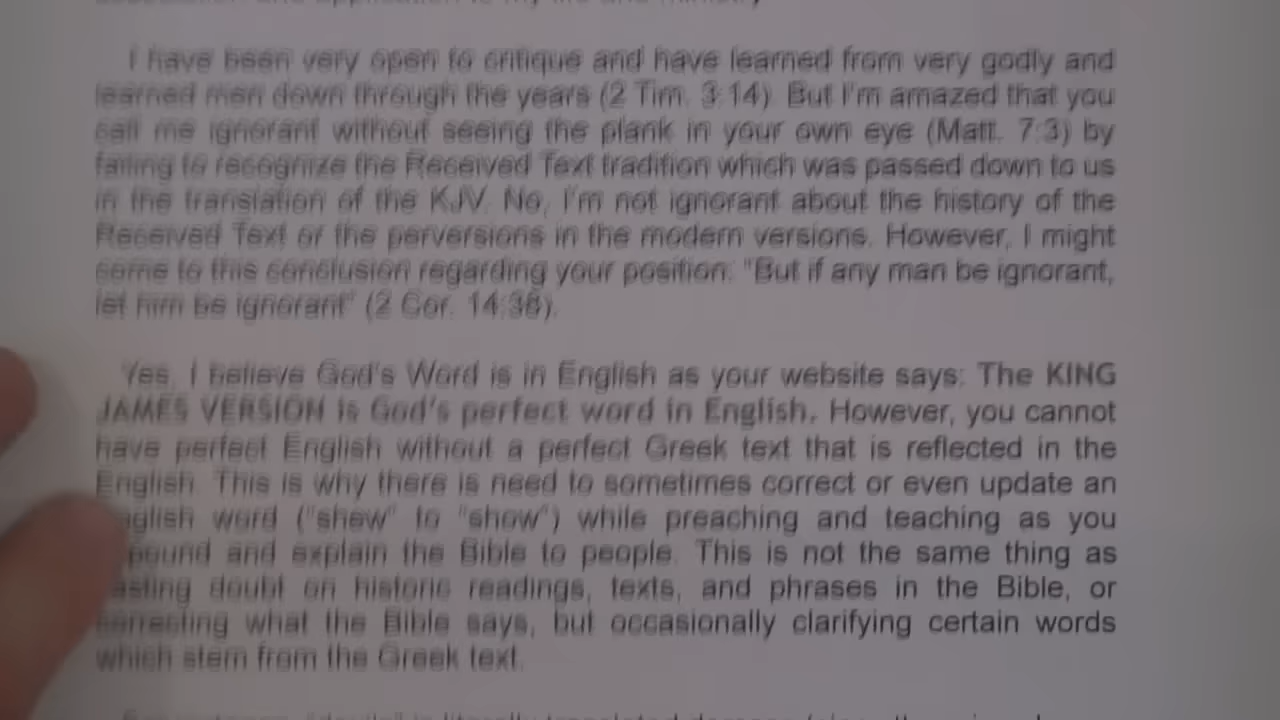 I have been very open to critique and have learned from very godly and
learned men down through the years (2 Tim. 3:14). But I'm amazed that you
call me ignorant without seeing the plank in your own eye (Matt. 7:3) by
failing to recognize the Received Text tradition which was passed down to us
in the translation of the KJV. No, I'm not ignorant about the history of the
Received Text or the perversions in the modern versions. However, I might
come to this conclusion regarding your position: "But if any man be ignorant,
let him be ignorant" (2 Cor. 14:38).
Yes, I believe God's Word is in English as your website says: The KING
JAMES VERSION is God's perfect word in English. However, you cannot
have perfect English without a perfect Greek text that is reflected in the
English. This is why there is need to sometimes correct or even update an
nglish word ("shew" to "show") while preaching and teaching as you
pound and explain the Bible to people. This is not the same thing as
asting doubt on historic readings, texts, and phrases in the Bible, or
correcting what the Bible says, but occasionally clarifying certain words
which stem from the Greek text.